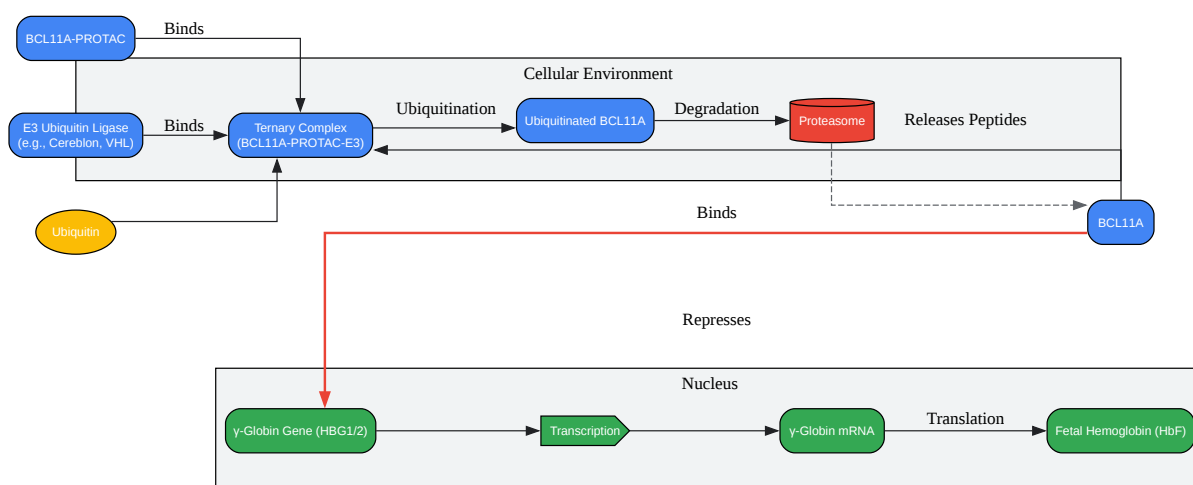 BCL11A-PROTAC
Binds
Cellular Environment
E3 Ubiquitin Ligase
(e.g., Cereblon, VHL)
Binds
Ternary Complex
(BCL11A-PROTAC-E3)
Ubiquitination
Ubiquitinated BCL11A
Degradation
Proteasome
Releases Peptides
Ubiquitin
Binds
BCL11A
Represses
Nucleus
γ-Globin Gene (HBG1/2)
Transcription
γ-Globin mRNA
Translation
Fetal Hemoglobin (HbF)